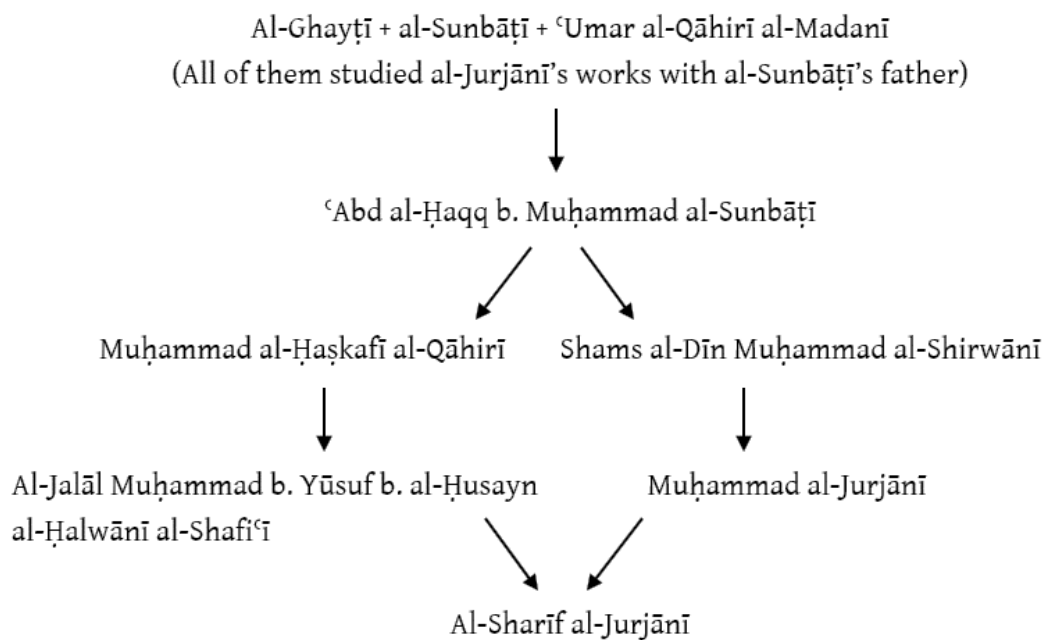 Al-Ghayṭī + al-Sunbāṭī + ʿUmar al-Qāhirī al-Madanī
(All of them studied al-Jurjānī’s works with al-Sunbāṭī’s father)
ʿAbd al-Ḥaqq b. Muḥammad al-Sunbāṭī
Muḥammad al-Ḥaṣkafī al-Qāhirī
Shams al-Dīn Muḥammad al-Shirwānī
Al-Jalāl Muḥammad b. Yūsuf b. al-Ḥusayn
al-Ḥalwānī al-Shafiʿī
Muḥammad al-Jurjānī
Al-Sharīf al-Jurjānī